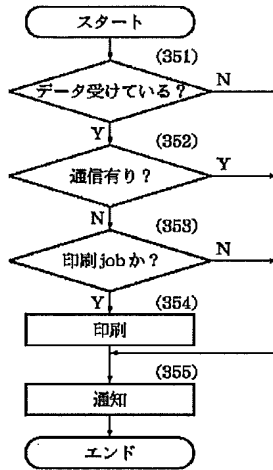 スタート
(351)
データ受けている?
N
Y
(352)
通信有り?
Y
N
(353)
印刷jobか?
N
Y
(354)
印刷
(355)
通知
エンド